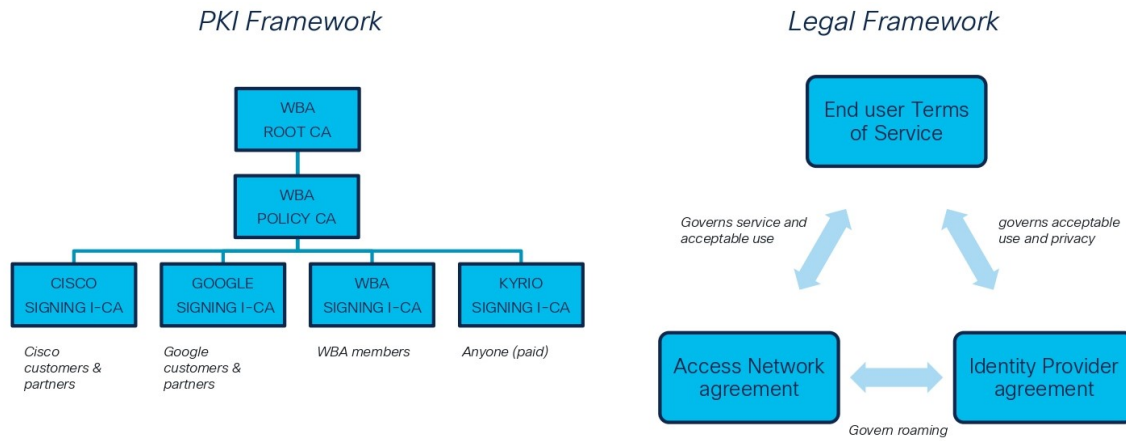 PKI Framework
WBA
ROOT CA
WBA
POLICY CA
CISCO
SIGNING I-CA
GOOGLE
SIGNING I-CA
WBA
SIGNING I-CA
KYRIO
SIGNING I-CA
Cisco
customers &
partners
Google
customers &
partners
WBA members
Anyone (paid)
Legal Framework
End user Terms
of Service
Governs service and
acceptable use
governs acceptable
use and privacy
Access Network
agreement
Identity Provider
agreement
Govern roaming